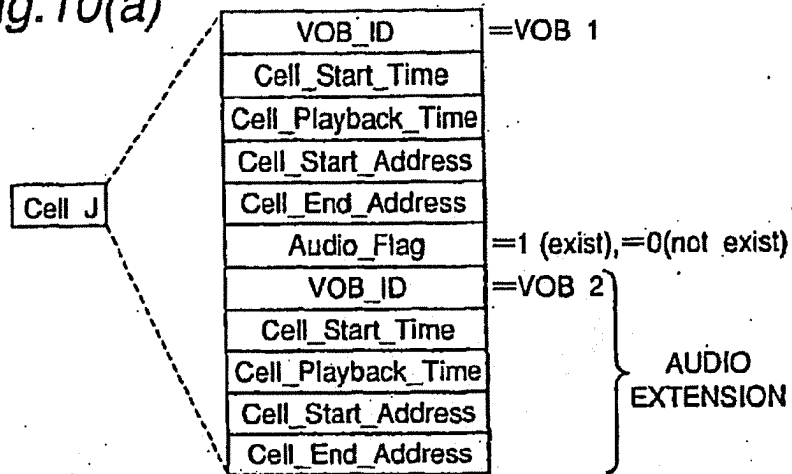 ig.10(a)
VOB_ID =VOB 1
Cell_Start_Time
Cell_Playback_Time
Cell_Start_Address
Cell J
Cell_End_Address
Audio_Flag =1 (exist),=0(not exist)
VOB_ID =VOB 2
Cell_Start_Time
Cell_Playback_Time
AUDIO
EXTENSION
Cell_Start_Address
Cell_End_Address